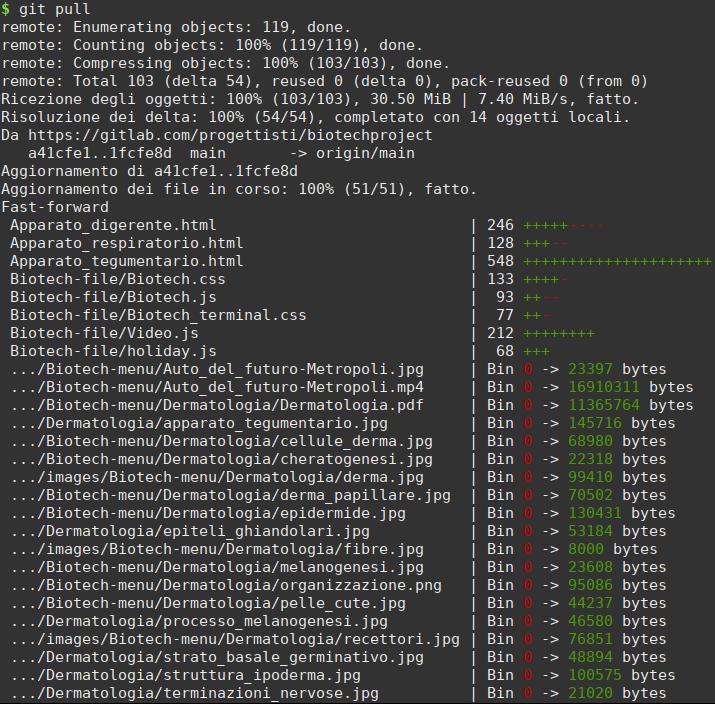 $ git pull
remote: Enumerating objects: 119, done.
remote: Counting objects: 100% (119/119), done.
remote: Compressing objects: 100% (103/103), done.
remote: Total 103 (delta 54), reused 0 (delta 0), pack-reused 0 (from 0)
Ricezione degli oggetti: 100% (103/103), 30.50 MiB | 7.40 MiB/s, fatto.
Risoluzione dei delta: 100% (54/54), completato con 14 oggetti locali.
Da https://gitlab.com/progettisti/biotechproject
   a41cfe1..1fcfe8d  main       -> origin/main
Aggiornamento di a41cfe1..1fcfe8d
Aggiornamento dei file in corso: 100% (51/51), fatto.
Fast-forward
 Apparato_digerente.html                            | 246 +++++----
 Apparato_respiratorio.html                         | 128 +++--
 Apparato_tegumentario.html                         | 548 +++++++++++++++++++++
 Biotech-file/Biotech.css                           | 133 ++++-
 Biotech-file/Biotech.js                            |  93 ++--
 Biotech-file/Biotech_terminal.css                  |  77 ++-
 Biotech-file/Video.js                              | 212 ++++++++
 Biotech-file/holiday.js                            |  68 +++
 .../Biotech-menu/Auto_del_futuro-Metropoli.jpg     | Bin 0 -> 23397 bytes
 .../Biotech-menu/Auto_del_futuro-Metropoli.mp4     | Bin 0 -> 16910311 bytes
 .../Biotech-menu/Dermatologia/Dermatologia.pdf     | Bin 0 -> 11365764 bytes
 .../Dermatologia/apparato_tegumentario.jpg         | Bin 0 -> 145716 bytes
 .../Biotech-menu/Dermatologia/cellule_derma.jpg    | Bin 0 -> 68980 bytes
 .../Biotech-menu/Dermatologia/cheratogenesi.jpg    | Bin 0 -> 22318 bytes
 .../images/Biotech-menu/Dermatologia/derma.jpg     | Bin 0 -> 99410 bytes
 .../Biotech-menu/Dermatologia/derma_papillare.jpg  | Bin 0 -> 70502 bytes
 .../Biotech-menu/Dermatologia/epidermide.jpg       | Bin 0 -> 130431 bytes
 .../Dermatologia/epiteli_ghiandolari.jpg           | Bin 0 -> 53184 bytes
 .../images/Biotech-menu/Dermatologia/fibre.jpg     | Bin 0 -> 8000 bytes
 .../Biotech-menu/Dermatologia/melanogenesi.jpg     | Bin 0 -> 23608 bytes
 .../Biotech-menu/Dermatologia/organizzazione.png   | Bin 0 -> 95086 bytes
 .../Biotech-menu/Dermatologia/pelle_cute.jpg       | Bin 0 -> 44237 bytes
 .../Dermatologia/processo_melanogenesi.jpg         | Bin 0 -> 46580 bytes
 .../images/Biotech-menu/Dermatologia/recettori.jpg | Bin 0 -> 76851 bytes
 .../Dermatologia/strato_basale_germinativo.jpg     | Bin 0 -> 48894 bytes
 .../Dermatologia/struttura_ipoderma.jpg            | Bin 0 -> 100575 bytes
 .../Dermatologia/terminazioni_nervose.jpg          | Bin 0 -> 21020 bytes